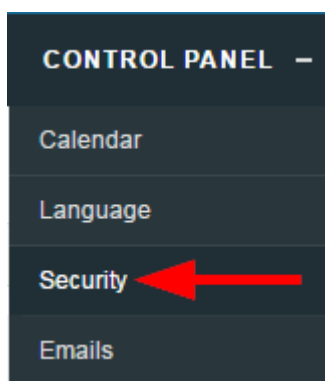 CONTROL PANEL –
Calendar
Language
Security
Emails